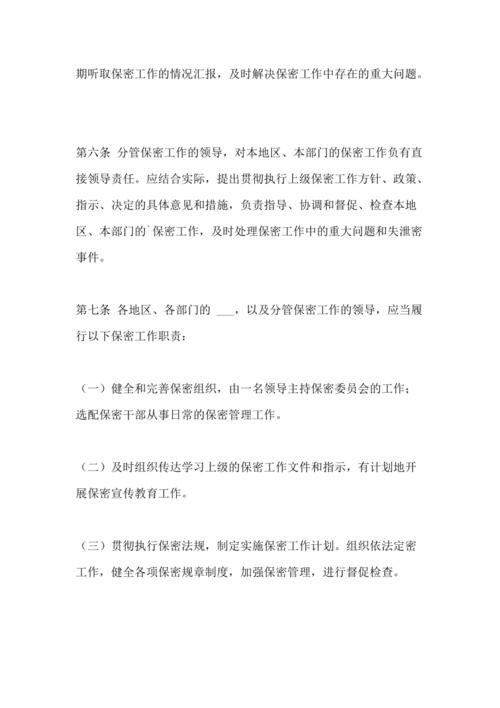 期听取保密工作的情况汇报，及时解决保密工作中存在的重大问题。
第六条 分管保密工作的领导，对本地区、本部门的保密工作负有直
接领导责任。应结合实际，提出贯彻执行上级保密工作方针、政策、
指示、决定的具体意见和措施，负责指导、协调和督促、检查本地
区、本部门的`保密工作，及时处理保密工作中的重大问题和失泄密
事件。
第七条 各地区、各部门的 ___，以及分管保密工作的领导，应当履
行以下保密工作职责：
（一）健全和完善保密组织，由一名领导主持保密委员会的工作；
选配保密干部从事日常的保密管理工作。
（二）及时组织传达学习上级的保密工作文件和指示，有计划地开
展保密宣传教育工作。
（三）贯彻执行保密法规，制定实施保密工作计划。组织依法定密
工作，健全各项保密规章制度，加强保密管理，进行督促检查。